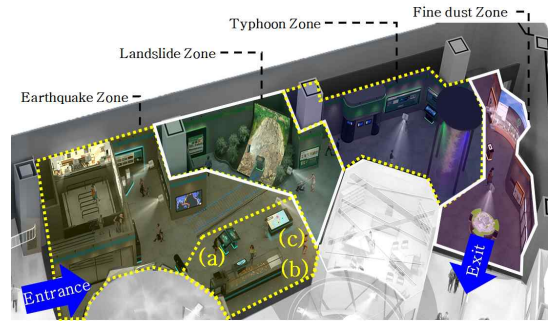 Fine dust Zone
Typhoon Zone
Landslide Zone
Earthquake Zone
(a)
(c)
(b)
Entrance
Exit